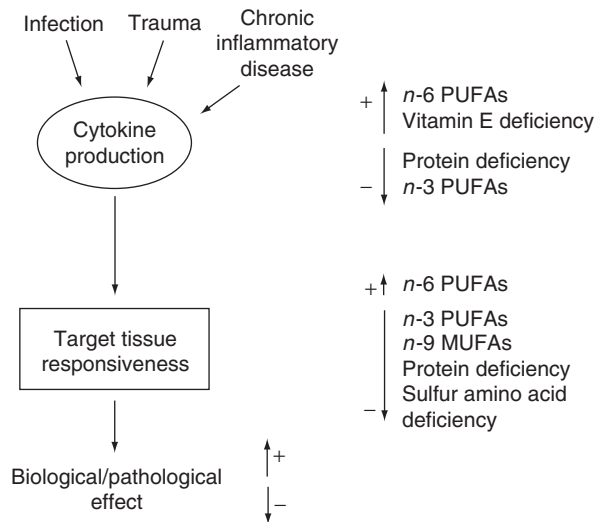 Infection
Trauma
Chronic
inflammatory
disease
Cytokine
production
+
n-6 PUFAs
Vitamin E deficiency
Protein deficiency
– n-3 PUFAs
Target tissue
responsiveness
+ n-6 PUFAs
n-3 PUFAs
n-9 MUFAs
Protein deficiency
Sulfur amino acid
– deficiency
Biological/pathological
effect
+
–